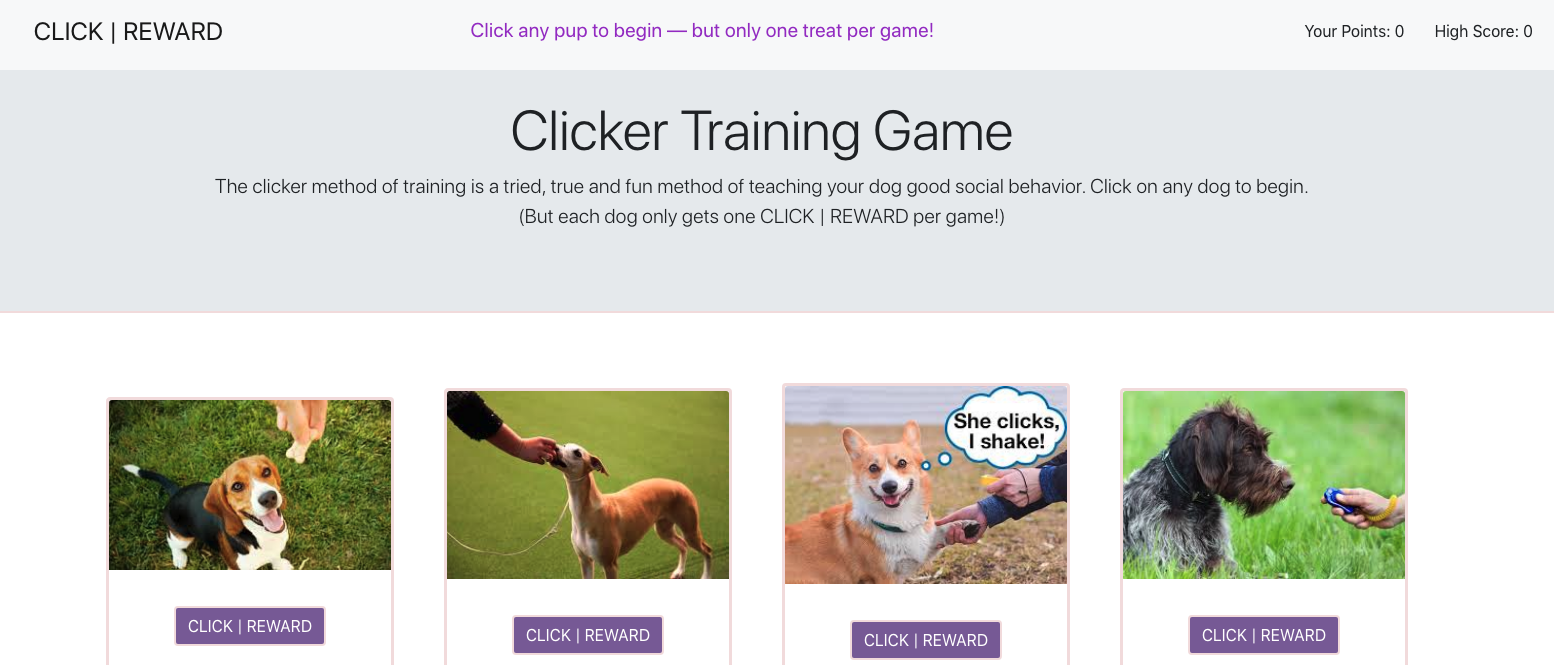 CLICK | REWARD
Click any pup to begin — but only one treat per game!
Your Points: 0
High Score: 0
Clicker Training Game
The clicker method of training is a tried, true and fun method of teaching your dog good social behavior. Click on any dog to begin.
(But each dog only gets one CLICK | REWARD per game!)
She clicks,
I shake!
CLICK | REWARD
CLICK | REWARD
CLICK | REWARD
CLICK | REWARD